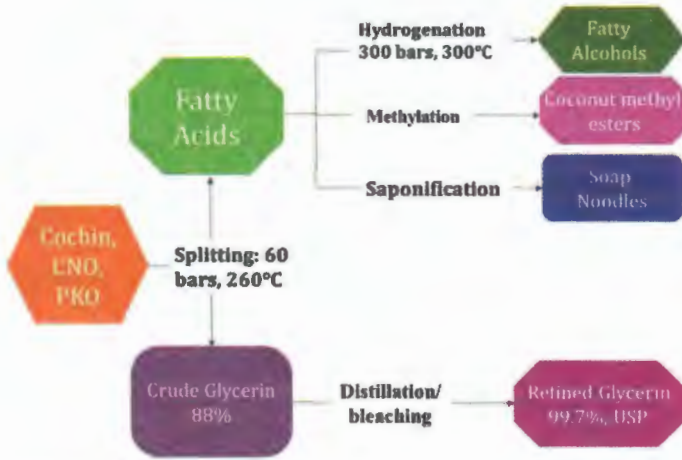 Hydrogenation
300 bars, 300°C
Fatty
Alcohols
Fatty
Acids
Methylation
Coconut methyl
esters
Saponification
Soap
Noodles
Cochin,
CNO,
PKO
Splitting: 60
bars, 260°C
Crude Glycerin
88%
Distillation/
bleaching
Refined Glycerin
99.7%, USP